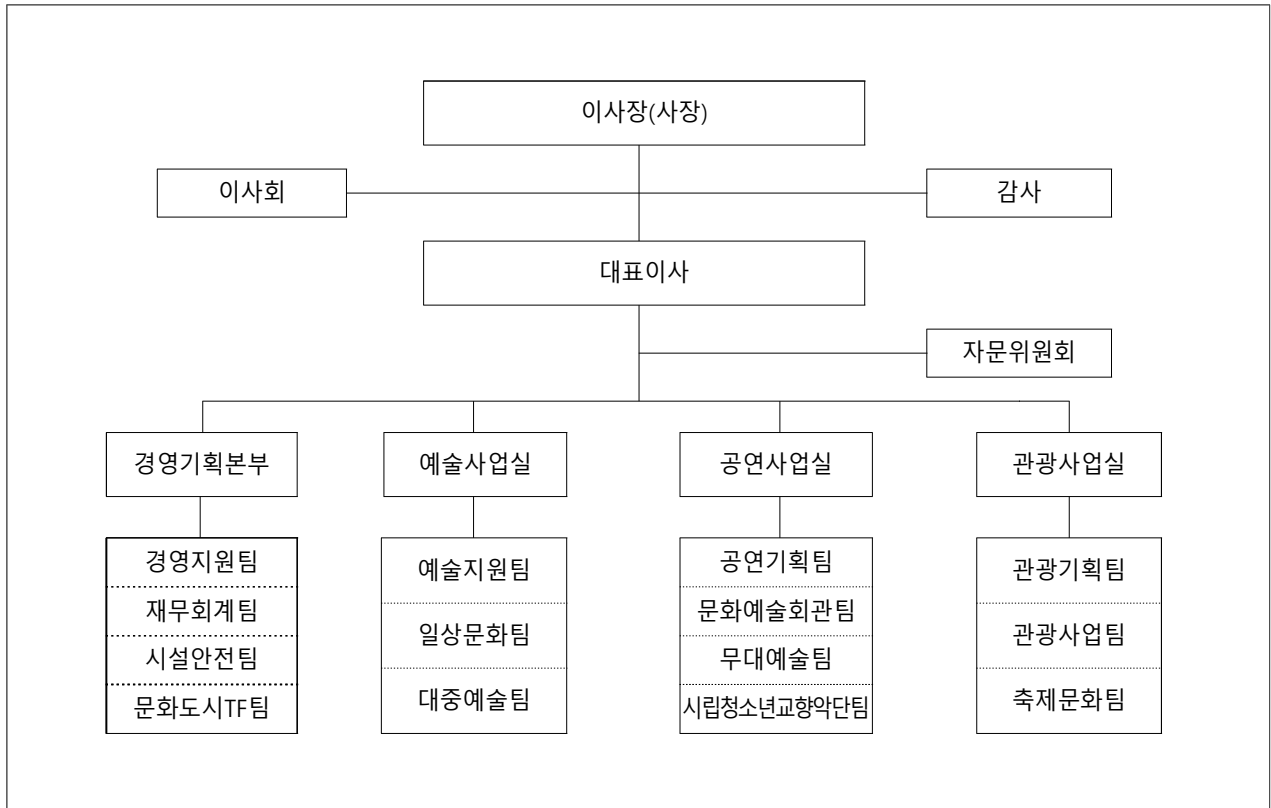 이사장(사장)
이사회
감사
대표이사
자문위원회
경영기획본부
예술사업실
공연사업실
관광사업실
경영지원팀
재무회계팀
시설안전팀
문화도시TF팀
예술지원팀
일상문화팀
대중예술팀
공연기획팀
문화예술회관팀
무대예술팀
시립청소년교향악단팀
관광기획팀
관광사업팀
축제문화팀